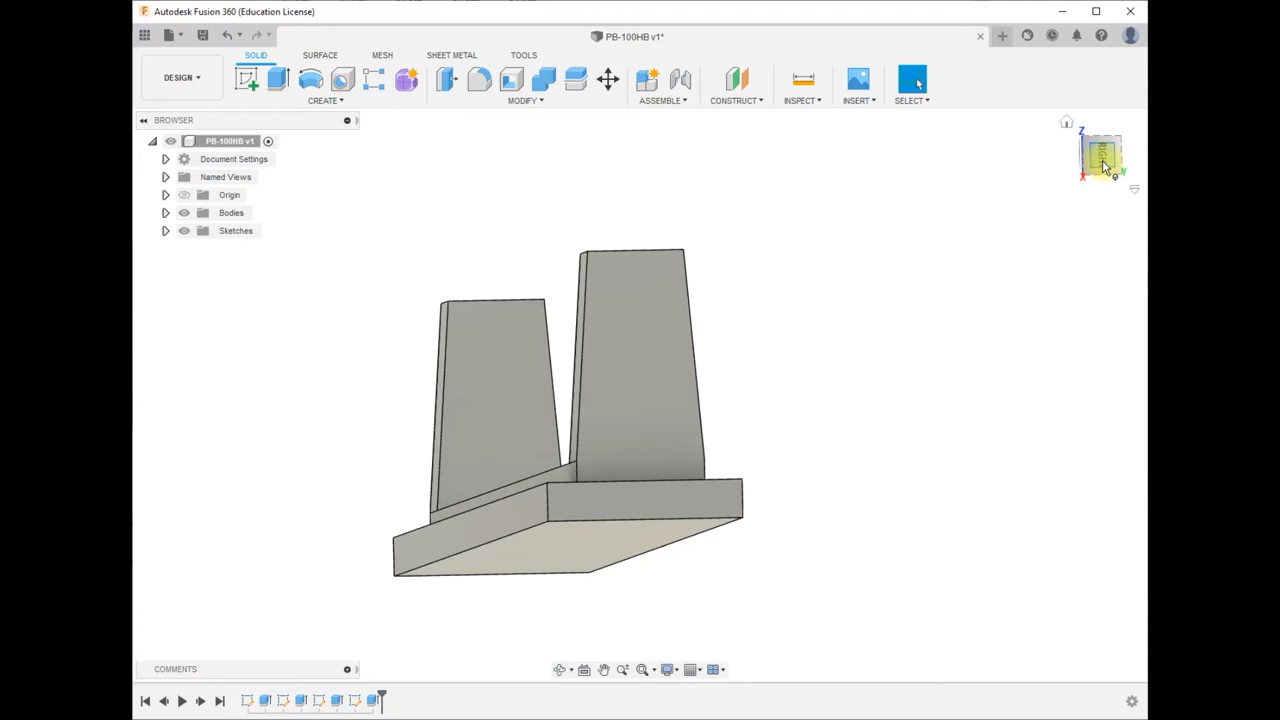 Autodesk Fusion 360 (Education License)
PB-100HB v1*
SOLID
SURFACE
MESH
SHEET METAL
TOOLS
DESIGN
CREATE
MODIFY
ASSEMBLE
CONSTRUCT
INSPECT
INSERT
SELECT
BROWSER
PB-100HB v1
Document Settings
Named Views
Origin
Bodies
Sketches
Z
X
Y
COMMENTS